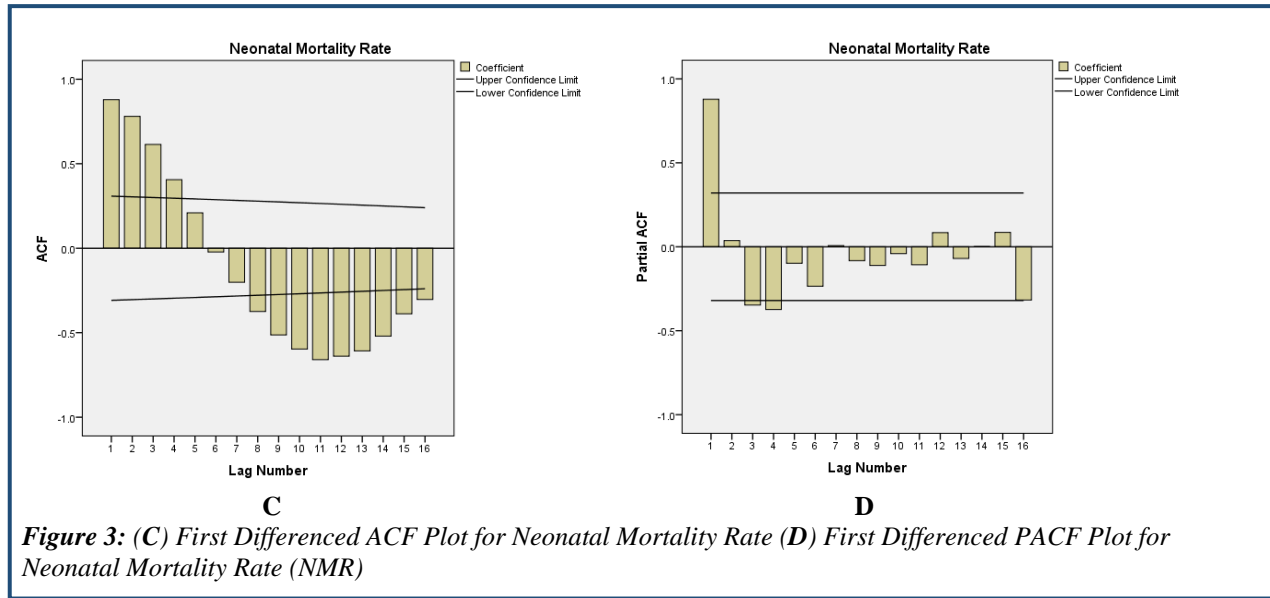 Neonatal Mortality Rate
Coefficient
Upper Confidence Limit
Lower Confidence Limit
1.0
0.5
0.0
-0.5
-1.0
ACF
1 2 3 4 5 6 7 8 9 10 11 12 13 14 15 16
Lag Number
C
Neonatal Mortality Rate
Coefficient
Upper Confidence Limit
Lower Confidence Limit
1.0
0.5
0.0
-0.5
-1.0
Partial ACF
1 2 3 4 5 6 7 8 9 10 11 12 13 14 15 16
Lag Number
D
Figure 3: (C) First Differenced ACF Plot for Neonatal Mortality Rate (D) First Differenced PACF Plot for
Neonatal Mortality Rate (NMR)